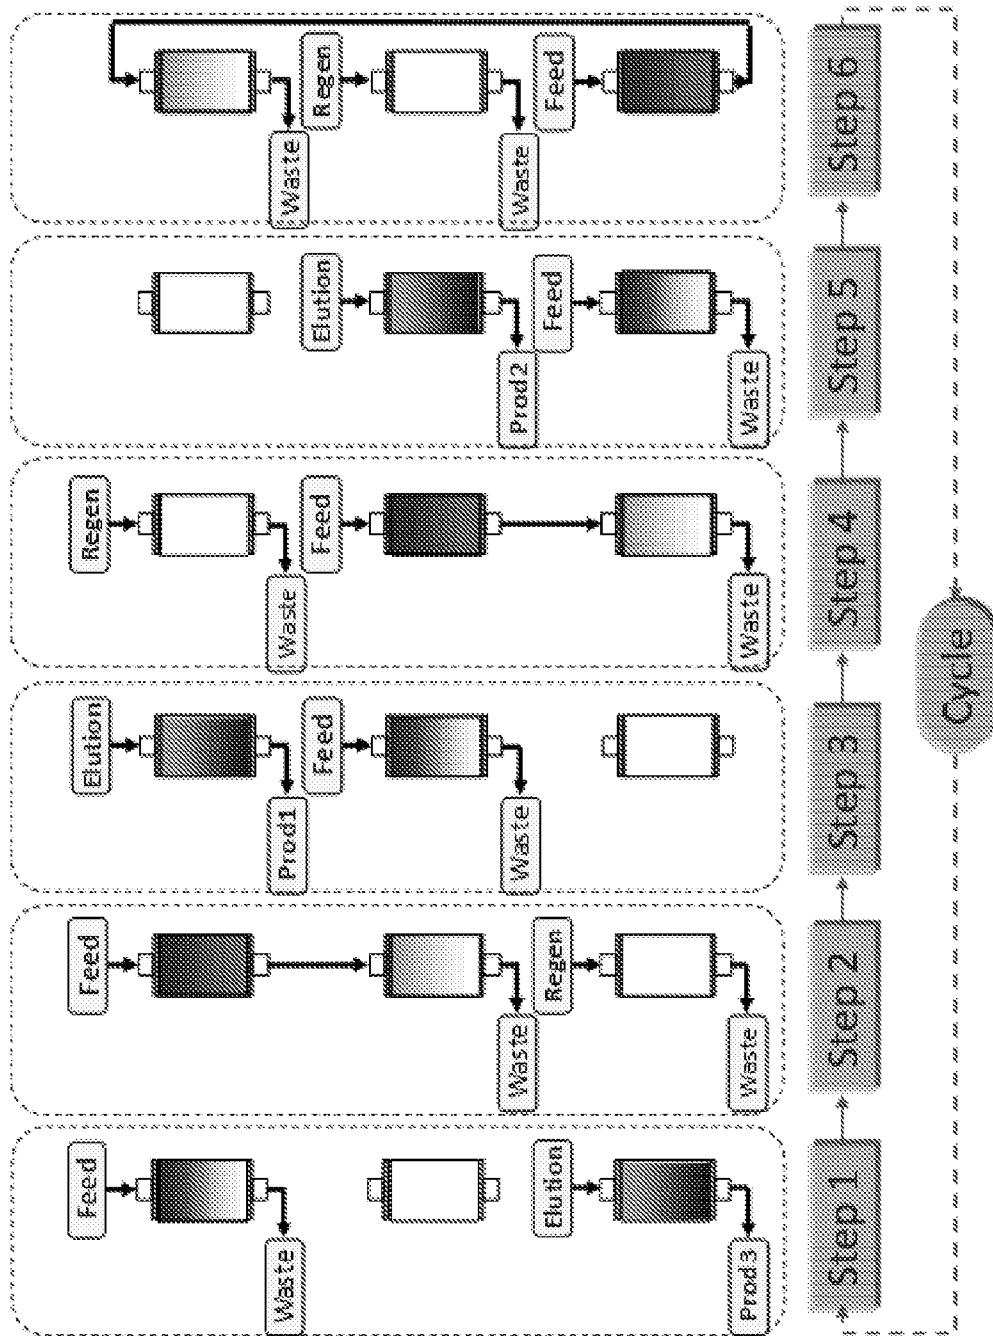 Feed
Waste
Elution
Prod3
Step 1
Feed
Waste
Regen
Waste
Step 2
Elution
Prod1
Feed
Waste
Step 3
Regen
Waste
Feed
Waste
Step 4
Elution
Prod2
Feed
Waste
Step 5
Waste
Regen
Waste
Feed
Step 6
Cycle